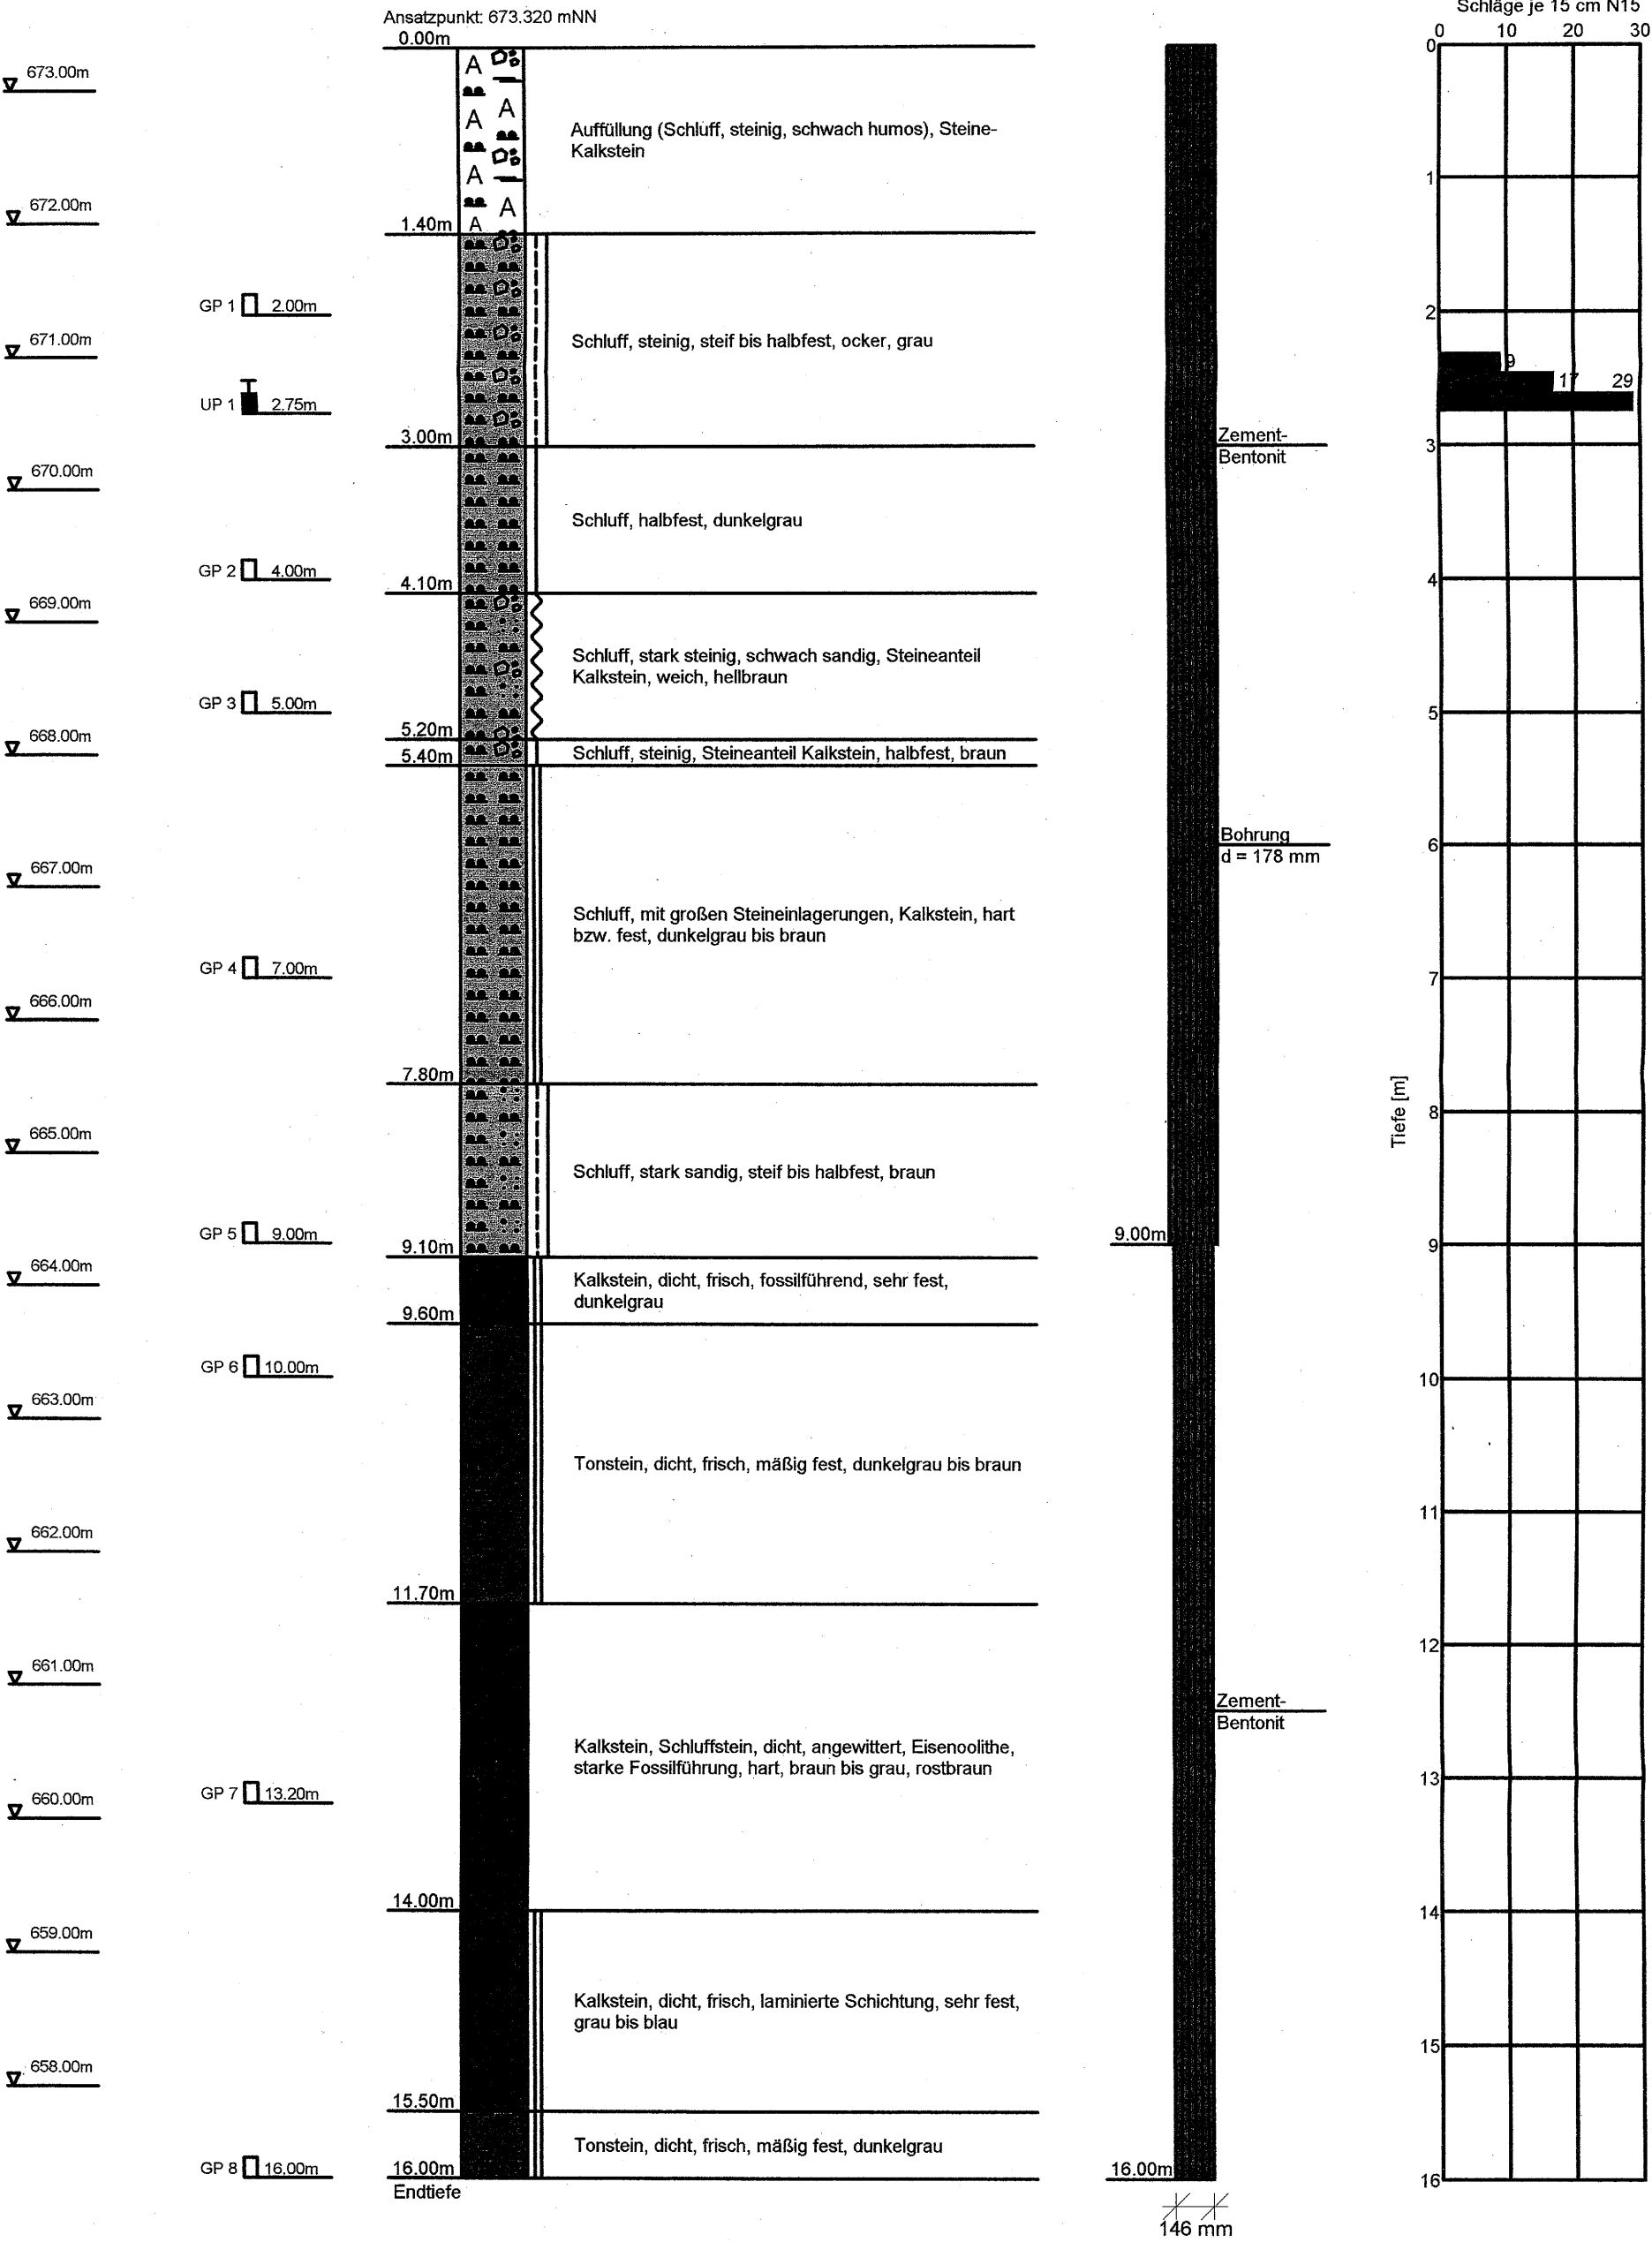 Ansatzpunkt: 673.320 mNN
0.00m
673.00m
A
A
A
A
A
A
Auffüllung (Schluff, steinig, schwach humos), Steine-
Kalkstein
672.00m
1.40m
GP 1 2.00m
671.00m
Schluff, steinig, steif bis halbfest, ocker, grau
UP 1 2.75m
3.00m
670.00m
Schluff, halbfest, dunkelgrau
GP 2 4.00m
4.10m
669.00m
Schluff, stark steinig, schwach sandig, Steineanteil
Kalkstein, weich, hellbraun
GP 3 5.00m
5.20m
668.00m
5.40m
Schluff, steinig, Steineanteil Kalkstein, halbfest, braun
667.00m
Schluff, mit großen Steineinlagerungen, Kalkstein, hart
bzw. fest, dunkelgrau bis braun
GP 4 7.00m
666.00m
7.80m
665.00m
Schluff, stark sandig, steif bis halbfest, braun
GP 5 9.00m
9.10m
664.00m
Kalkstein, dicht, frisch, fossilführend, sehr fest,
dunkelgrau
9.60m
GP 6 10.00m
663.00m
Tonstein, dicht, frisch, mäßig fest, dunkelgrau bis braun
662.00m
11.70m
661.00m
Kalkstein, Schluffstein, dicht, angewittert, Eisenoolithe,
starke Fossilführung, hart, braun bis grau, rostbraun
GP 7 13.20m
660.00m
14.00m
659.00m
Kalkstein, dicht, frisch, laminierte Schichtung, sehr fest,
grau bis blau
658.00m
15.50m
Tonstein, dicht, frisch, mäßig fest, dunkelgrau
GP 8 16.00m
16.00m
Endtiefe
Zement-
Bentonit
Bohrung
d = 178 mm
9.00m
Zement-
Bentonit
16.00m
146 mm
Schläge je 15 cm N15
0 10 20 30
0
1
2
9
17 29
3
4
5
6
7
Tiefe [m]
8
9
10
11
12
13
14
15
16